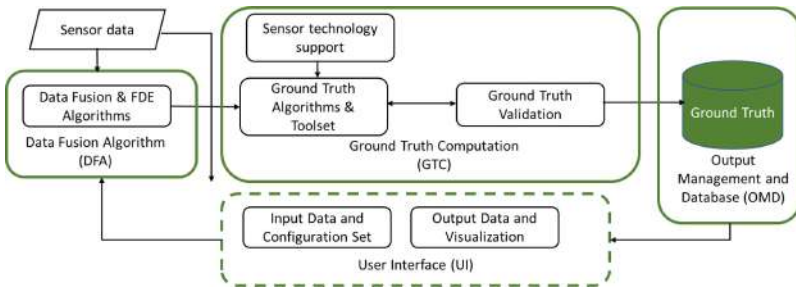 Sensor data
Sensor technology
support
Data Fusion & FDE
Algorithms
Data Fusion Algorithm
(DFA)
Ground Truth
Algorithms &
Toolset
Ground Truth
Validation
Ground Truth Computation
(GTC)
Ground Truth
Output
Management and
Database (OMD)
Input Data and
Configuration Set
Output Data and
Visualization
User Interface (UI)